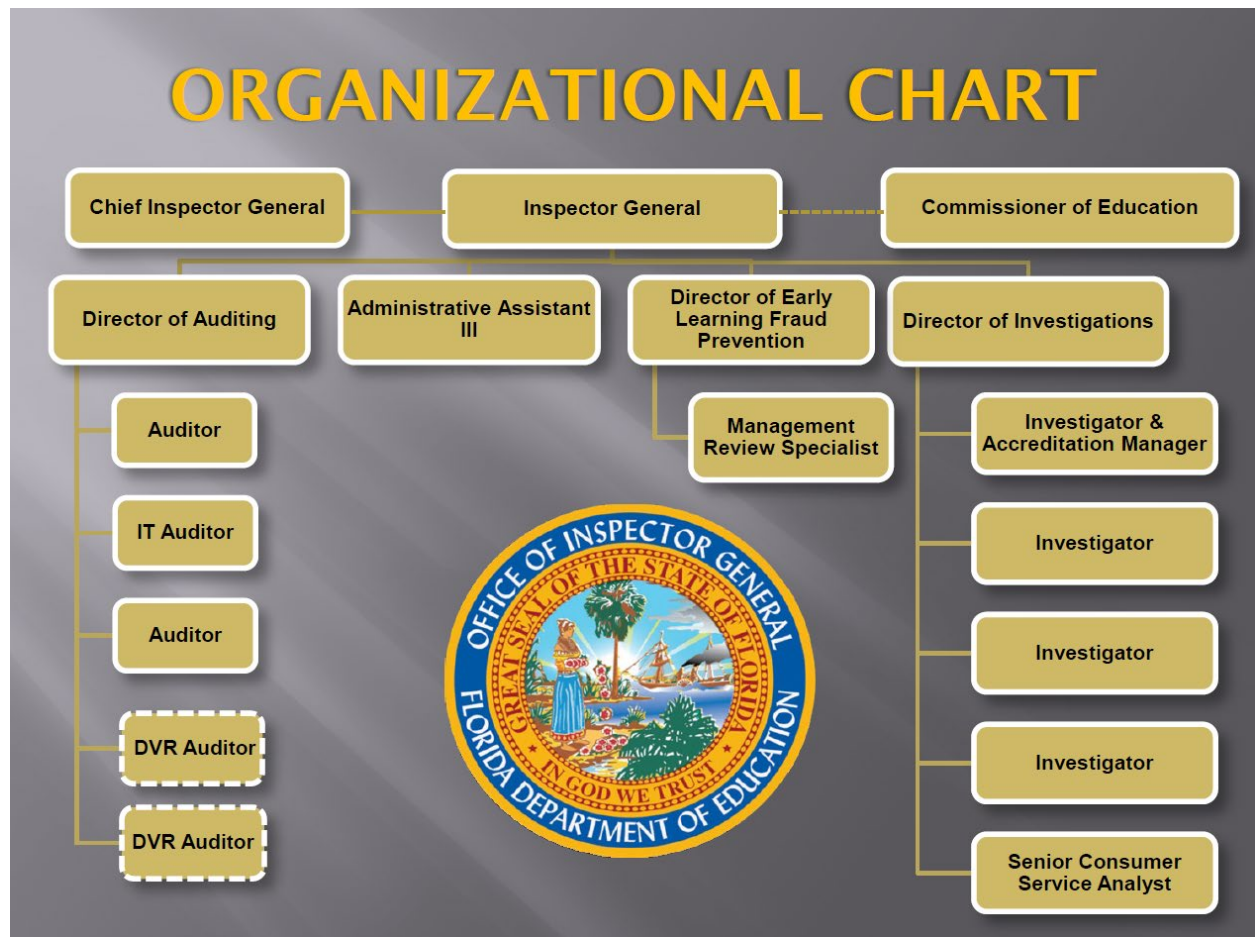 ORGANIZATIONAL CHART
Chief Inspector General
Inspector General
Commissioner of Education
Director of Auditing
Administrative Assistant
III
Director of Early
Learning Fraud
Prevention
Director of Investigations
Auditor
IT Auditor
Auditor
DVR Auditor
DVR Auditor
Management
Review Specialist
Investigator &
Accreditation Manager
Investigator
Investigator
Investigator
Senior Consumer
Service Analyst
OFFICE OF INSPECTOR GENERAL
FLORIDA DEPARTMENT OF EDUCATION
GREAT SEAL OF THE STATE OF FLORIDA
IN GOD WE TRUST